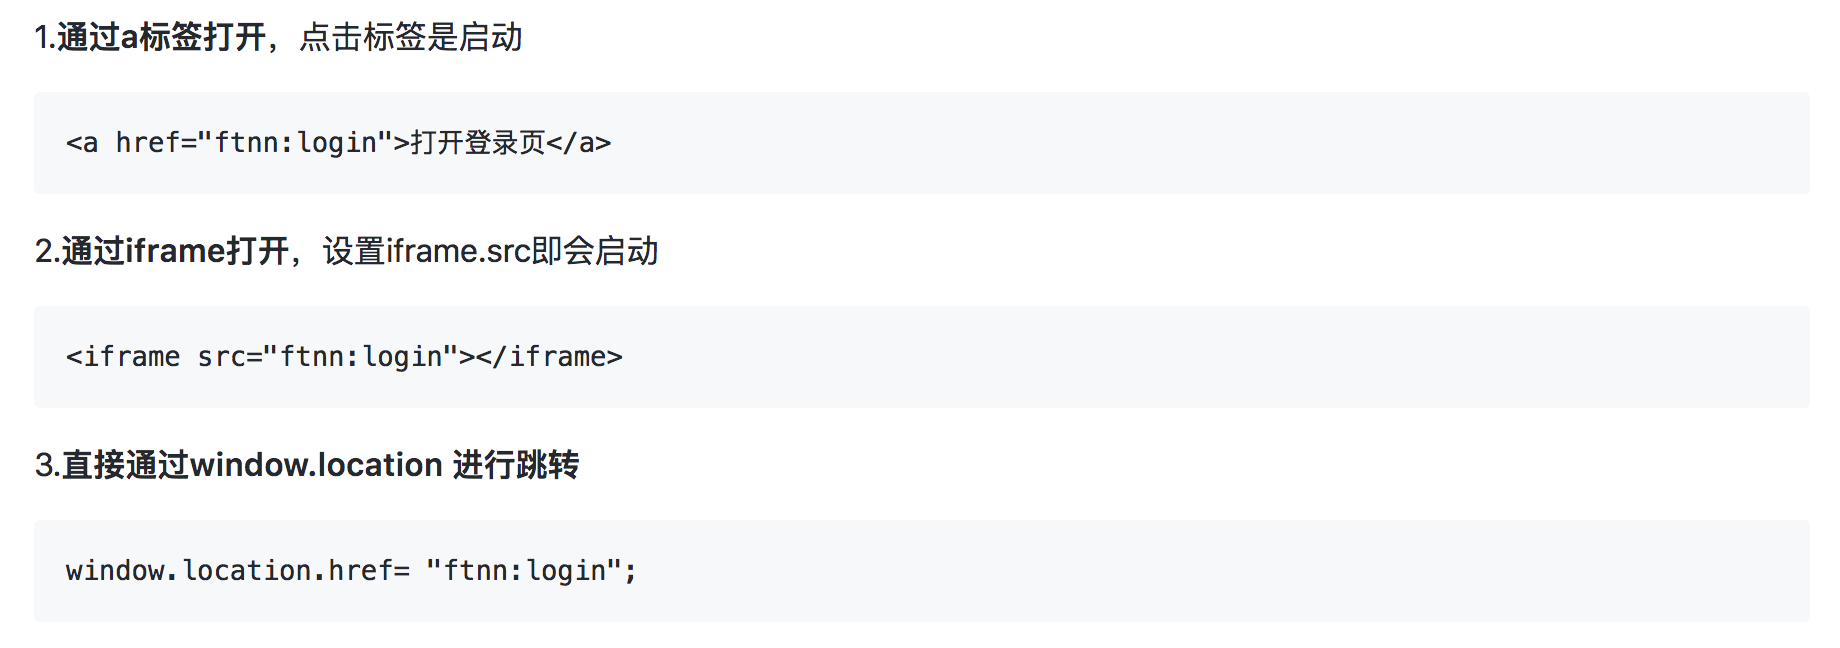 1.通过a标签打开，点击标签是启动
<a href="ftnn:login">打开登录页</a>
2.通过iframe打开，设置iframe.src即会启动
<iframe src="ftnn:login"></iframe>
3.直接通过window.location 进行跳转
window.location.href= "ftnn:login";